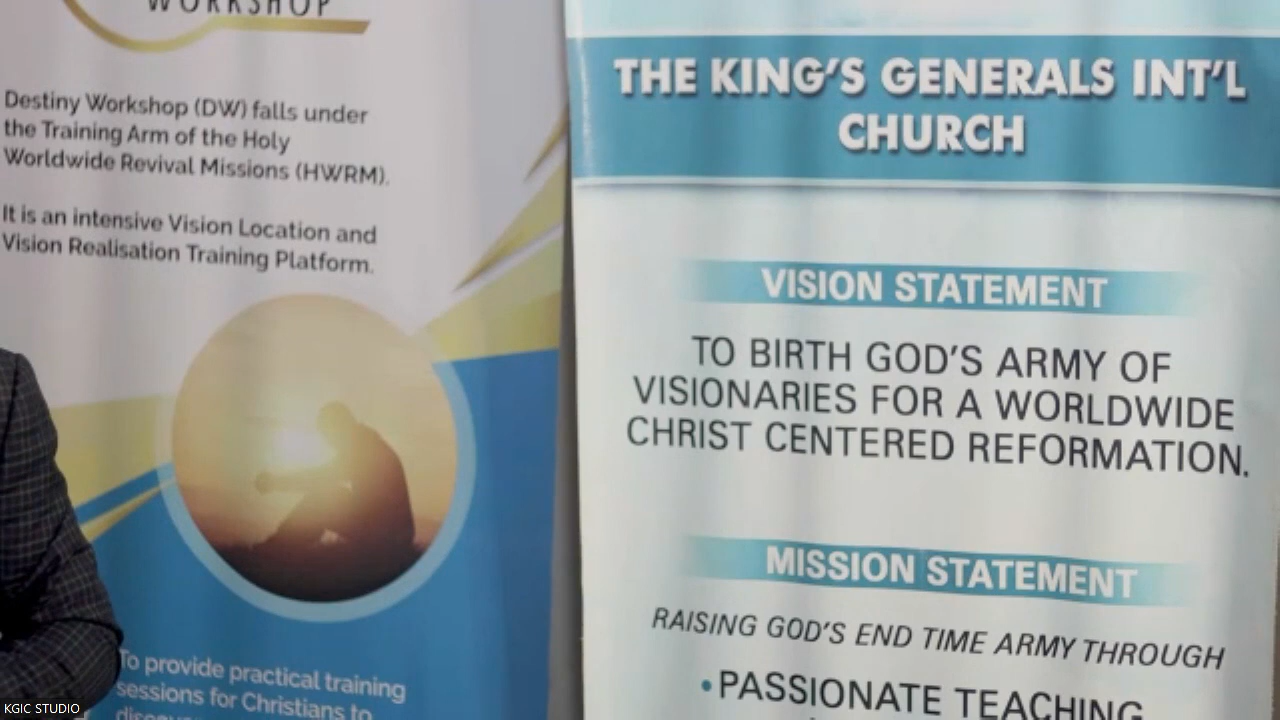 WORKSHOP
Destiny Workshop (DW) falls under
the Training Arm of the Holy
Worldwide Revival Missions (HWRM).
It is an intensive Vision Location and
Vision Realisation Training Platform.
To provide practical training
sessions for Christians to
KGIC STUDIO
THE KING'S GENERALS INT'L
CHURCH
VISION STATEMENT
TO BIRTH GOD'S ARMY OF
VISIONARIES FOR A WORLDWIDE
CHRIST CENTERED REFORMATION.
MISSION STATEMENT
RAISING GOD'S END TIME ARMY THROUGH
•PASSIONATE TEACHING